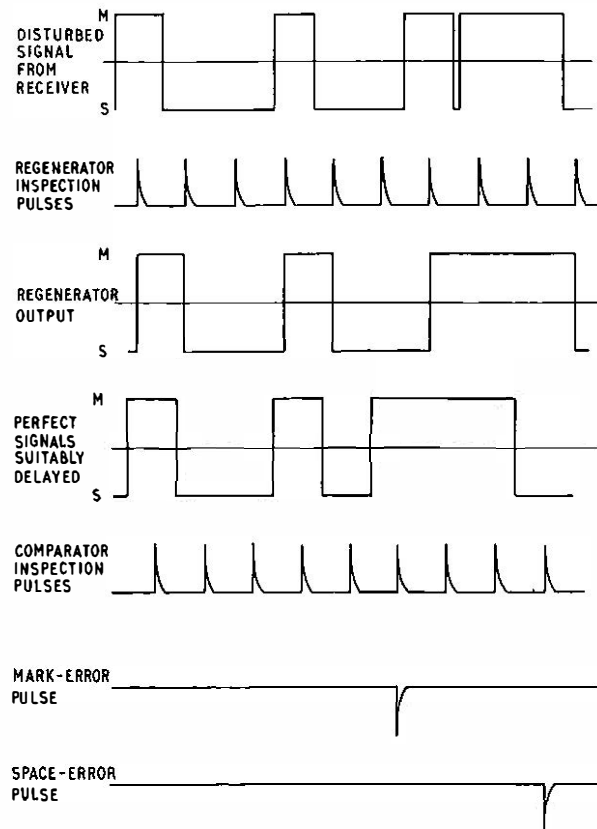 M
DISTURBED
SIGNAL
FROM
RECEIVER
S
REGENERATOR
INSPECTION
PULSES
M
REGENERATOR
OUTPUT
S
M
PERFECT
SIGNALS
SUITABLY
DELAYED
S
COMPARATOR
INSPECTION
PULSES
MARK-ERROR
PULSE
SPACE-ERROR
PULSE